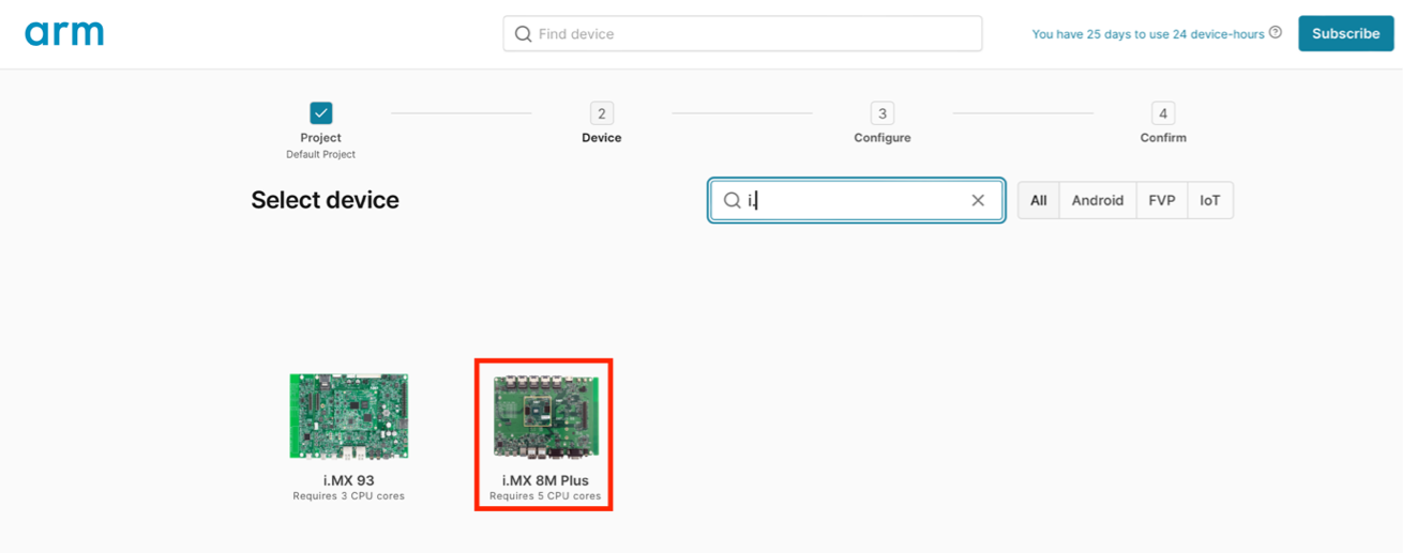 arm
Find device
You have 25 days to use 24 device-hours ?
Subscribe
2
3
4
Project
Device
Configure
Confirm
Default Project
Select device
i.
All
Android
FVP
IoT
i.MX 93
i.MX 8M Plus
Requires 3 CPU cores
Requires 5 CPU cores